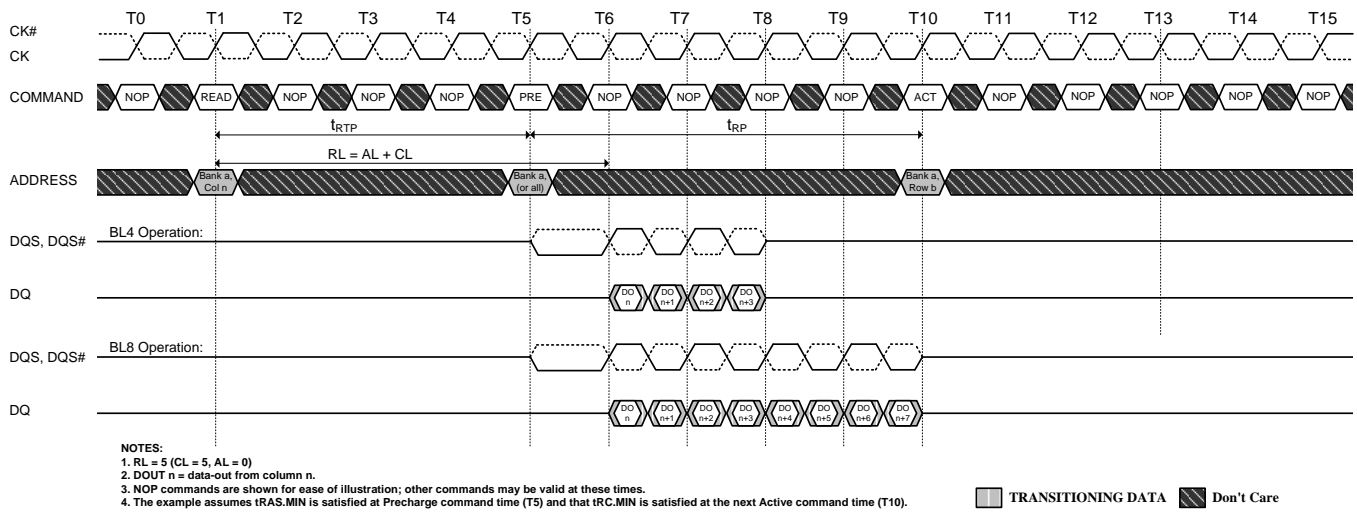 T0 T1 T2 T3 T4 T5 T6 T7 T8 T9 T10 T11 T12 T13 T14 T15
CK#
CK
COMMAND NOP READ NOP NOP NOP PRE NOP NOP NOP NOP ACT NOP NOP NOP NOP NOP
tRTP tRP
RL = AL + CL
ADDRESS Bank a, Col n Bank a, (or all) Bank a, Row b
BL4 Operation:
DQS, DQS#
DQ DO n DO n+1 DO n+2 DO n+3
BL8 Operation:
DQS, DQS#
DQ DO n DO n+1 DO n+2 DO n+3 DO n+4 DO n+5 DO n+6 DO n+7
NOTES:
1. RL = 5 (CL = 5, AL = 0)
2. DOUT n = data-out from column n.
3. NOP commands are shown for ease of illustration; other commands may be valid at these times.
4. The example assumes tRAS.MIN is satisfied at Precharge command time (T5) and that tRC.MIN is satisfied at the next Active command time (T10).
TRANSITIONING DATA Don't Care